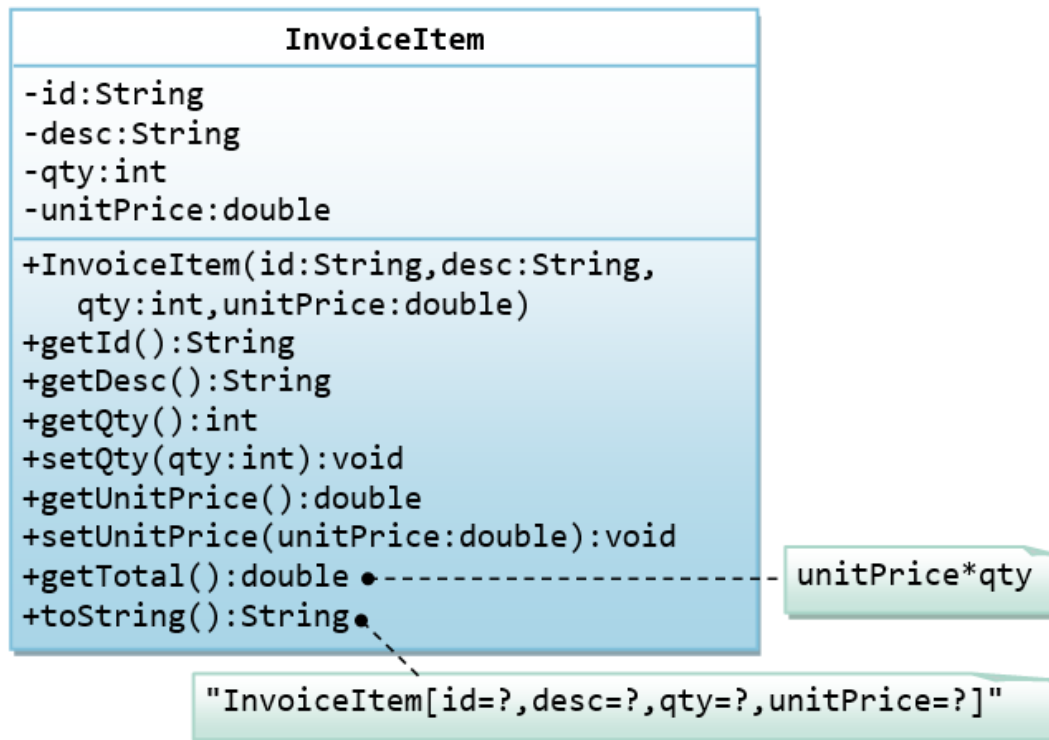 InvoiceItem
-id:String
-desc:String
-qty:int
-unitPrice:double
+InvoiceItem(id:String,desc:String,
qty:int,unitPrice:double)
+getId():String
+getDesc():String
+getQty():int
+setQty(qty:int):void
+getUnitPrice():double
+setUnitPrice(unitPrice:double):void
+getTotal():double
unitPrice*qty
+toString():String
"InvoiceItem[id=?,desc=?,qty=?,unitPrice=?]"